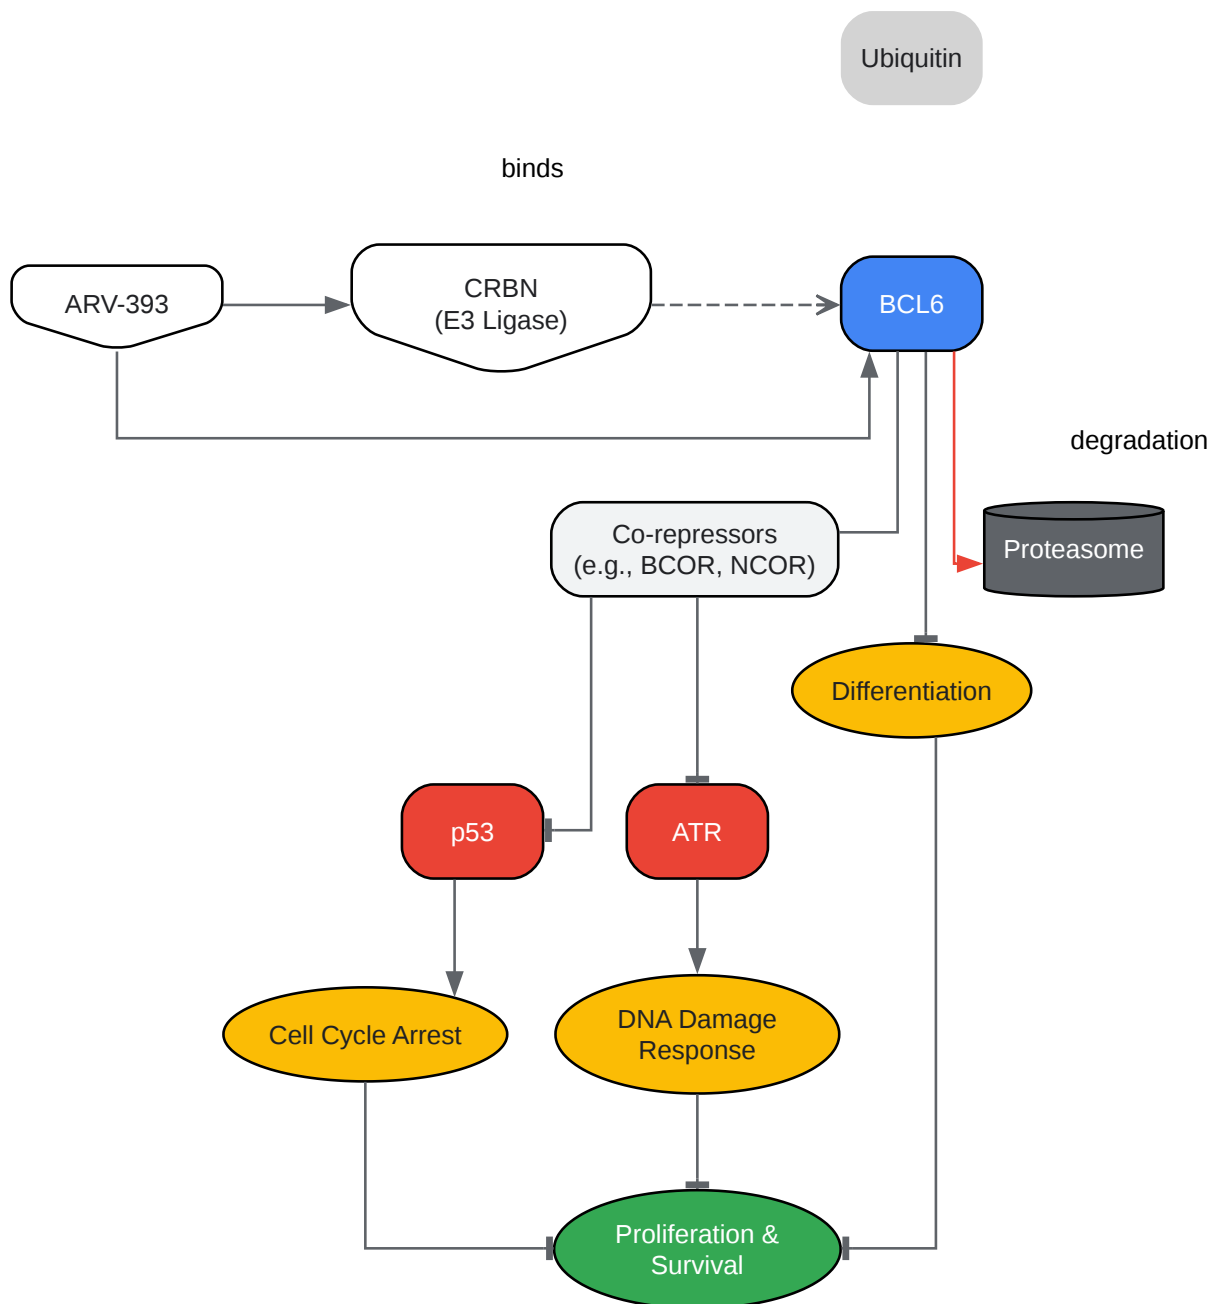 Ubiquitin
binds
ARV-393
CRBN
(E3 Ligase)
BCL6
degradation
Co-repressors
(e.g., BCOR, NCOR)
Proteasome
Differentiation
p53
ATR
Cell Cycle Arrest
DNA Damage
Response
Proliferation &
Survival